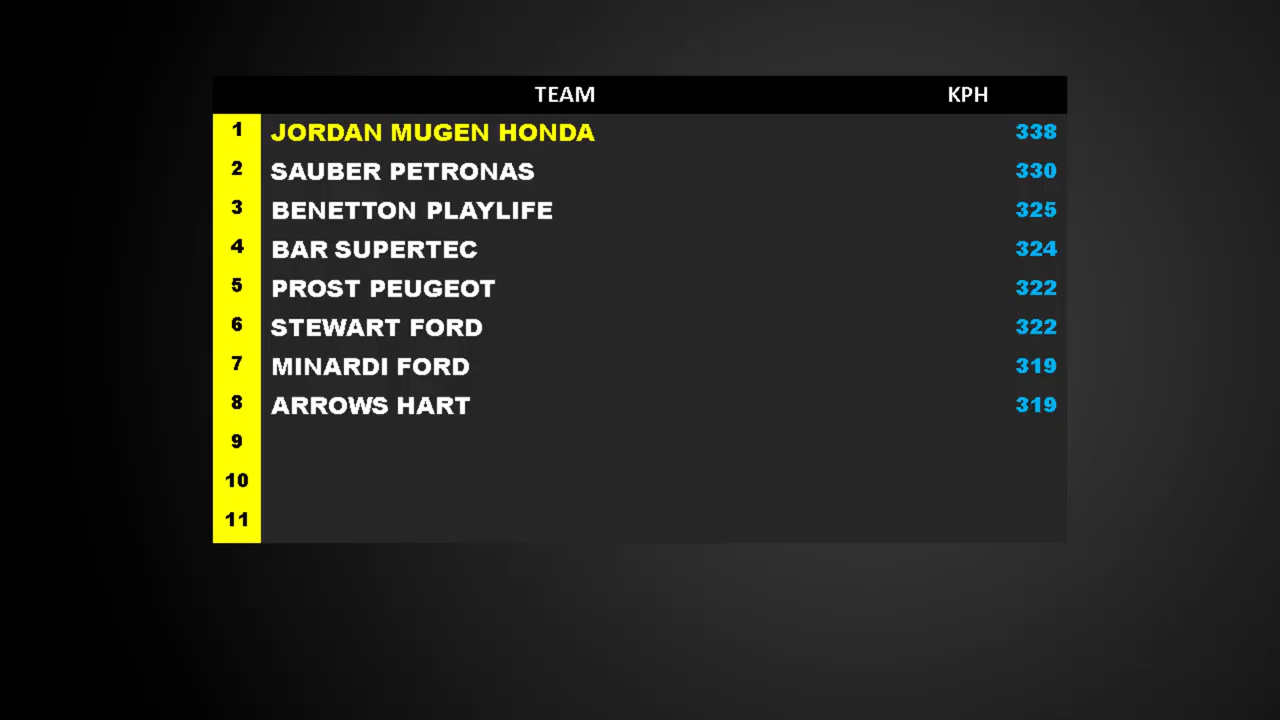 TEAM KPH
1 JORDAN MUGEN HONDA 338
2 SAUBER PETRONAS 330
3 BENETTON PLAYLIFE 325
4 BAR SUPERTEC 324
5 PROST PEUGEOT 322
6 STEWART FORD 322
7 MINARDI FORD 319
8 ARROWS HART 319
9
10
11